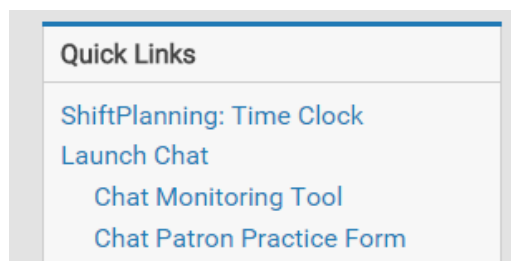 Quick Links
ShiftPlanning: Time Clock
Launch Chat
Chat Monitoring Tool
Chat Patron Practice Form